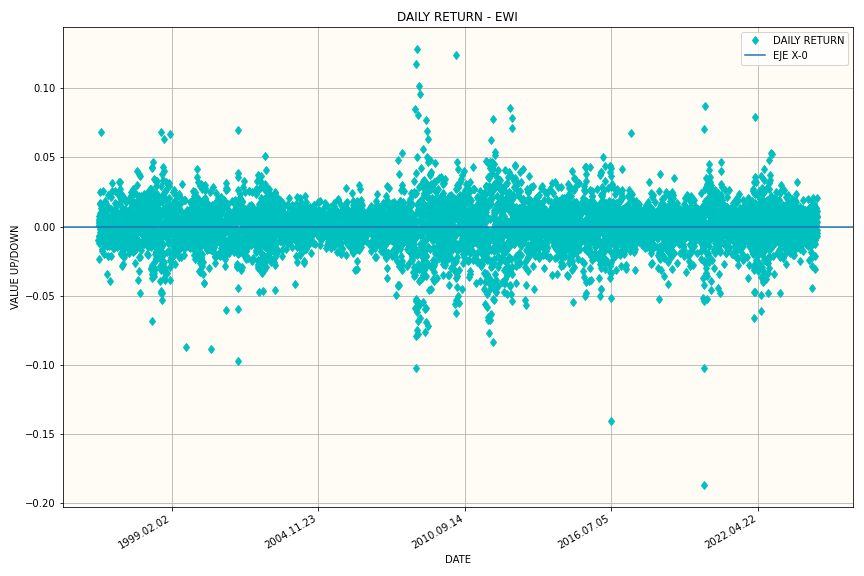 DAILY RETURN - EWI
DAILY RETURN
EJE X-0
VALUE UP/DOWN
0.10
0.05
0.00
−0.05
−0.10
−0.15
−0.20
1999.02.02
2004.11.23
2010.09.14
2016.07.05
2022.04.22
DATE